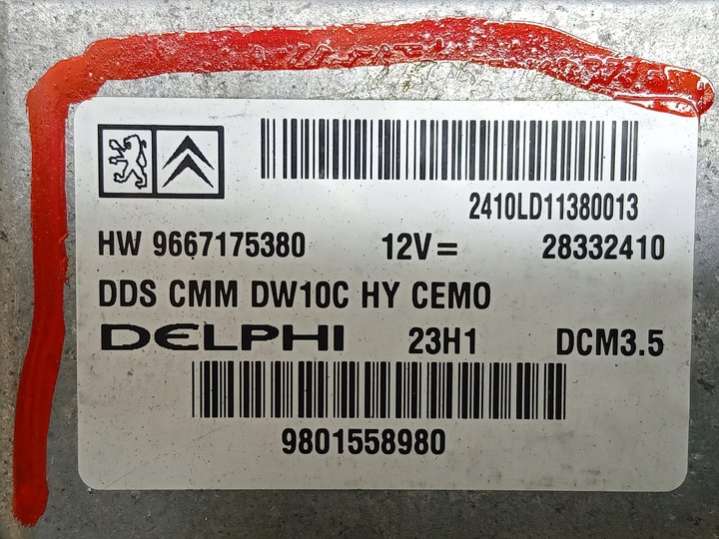 2410LD11380013
HW 9667175380 12V= 28332410
DDS CMM DW10C HY CEMO
DELPHI 23H1 DCM3.5
9801558980